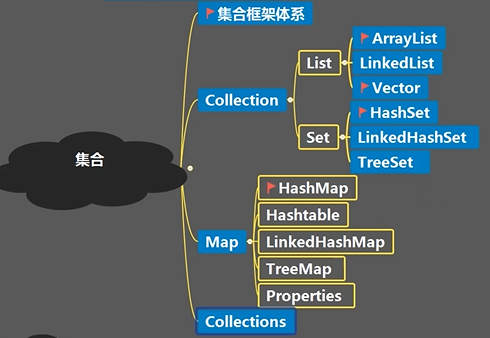 集合
集合框架体系
Collection
List
ArrayList
LinkedList
Vector
Set
HashSet
LinkedHashSet
TreeSet
Map
HashMap
Hashtable
LinkedHashMap
TreeMap
Properties
Collections